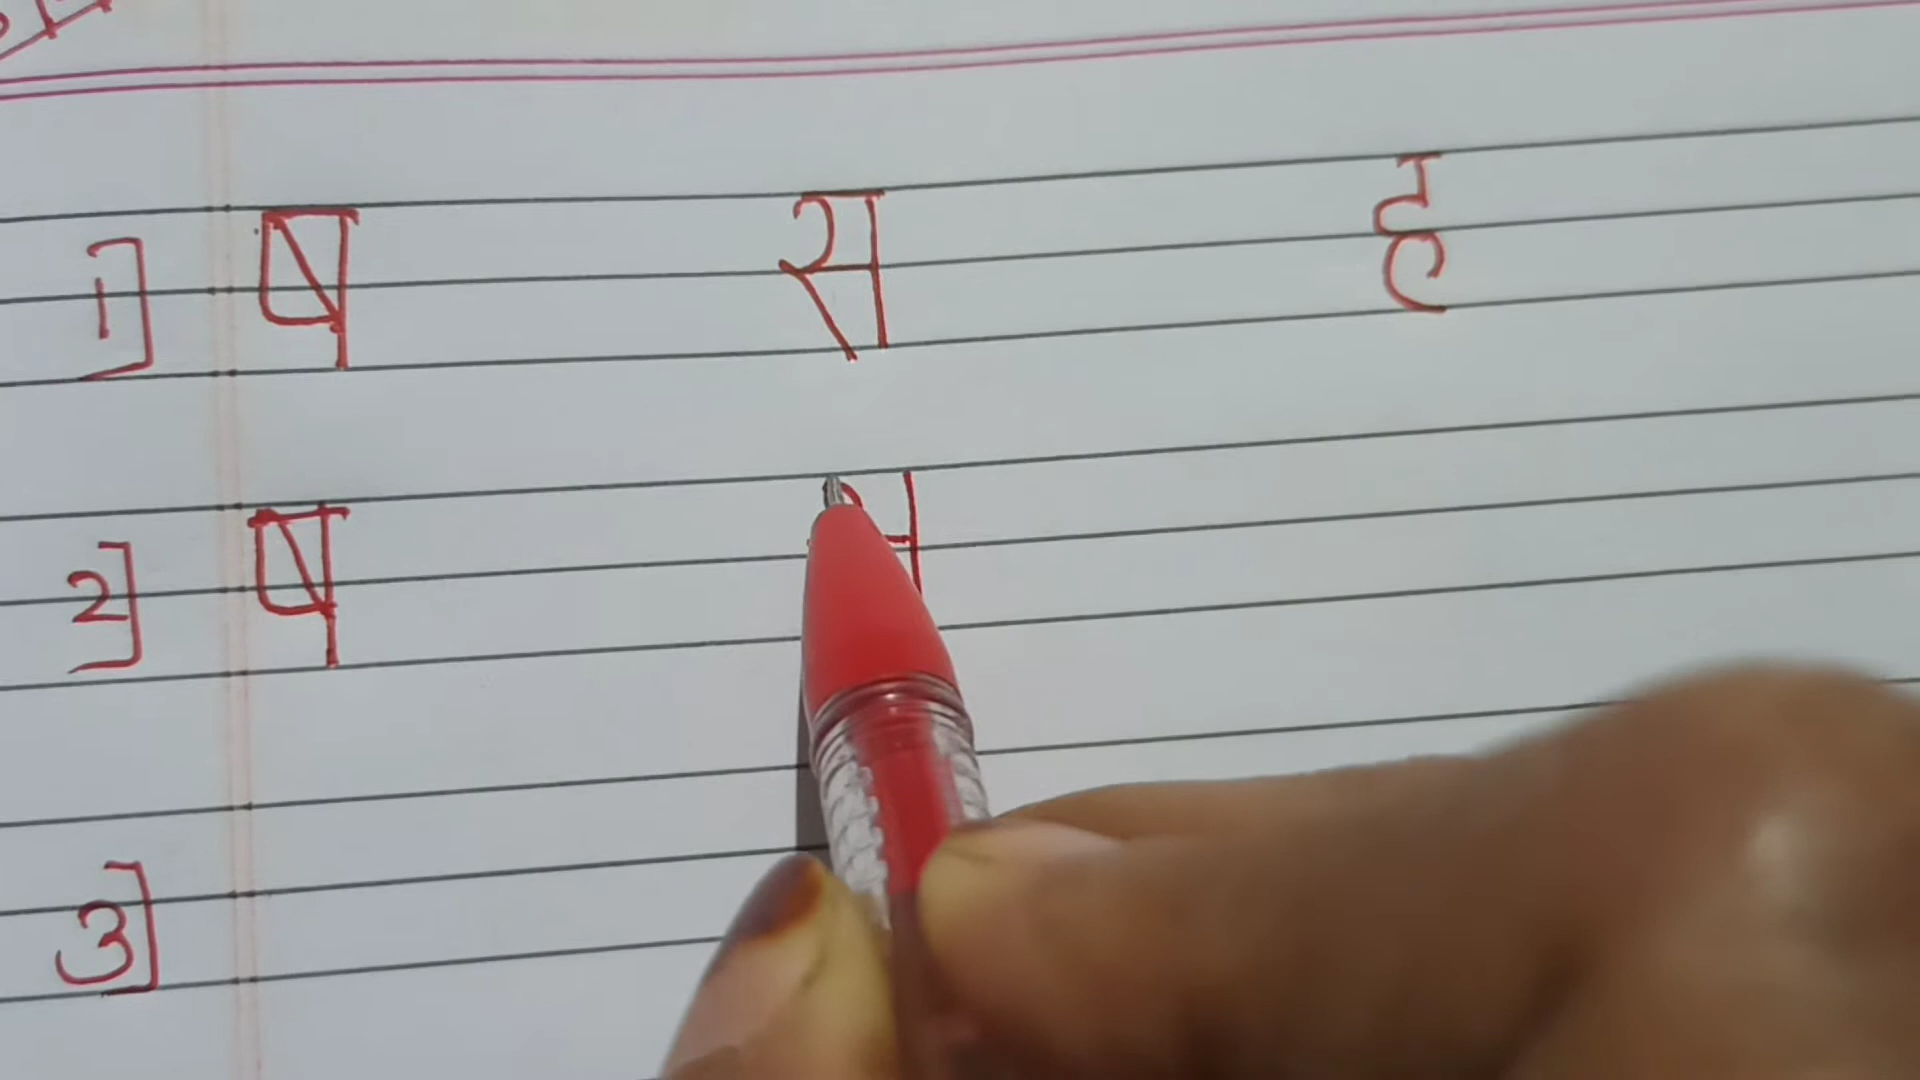 1] ष स ह
2] ष स
3]